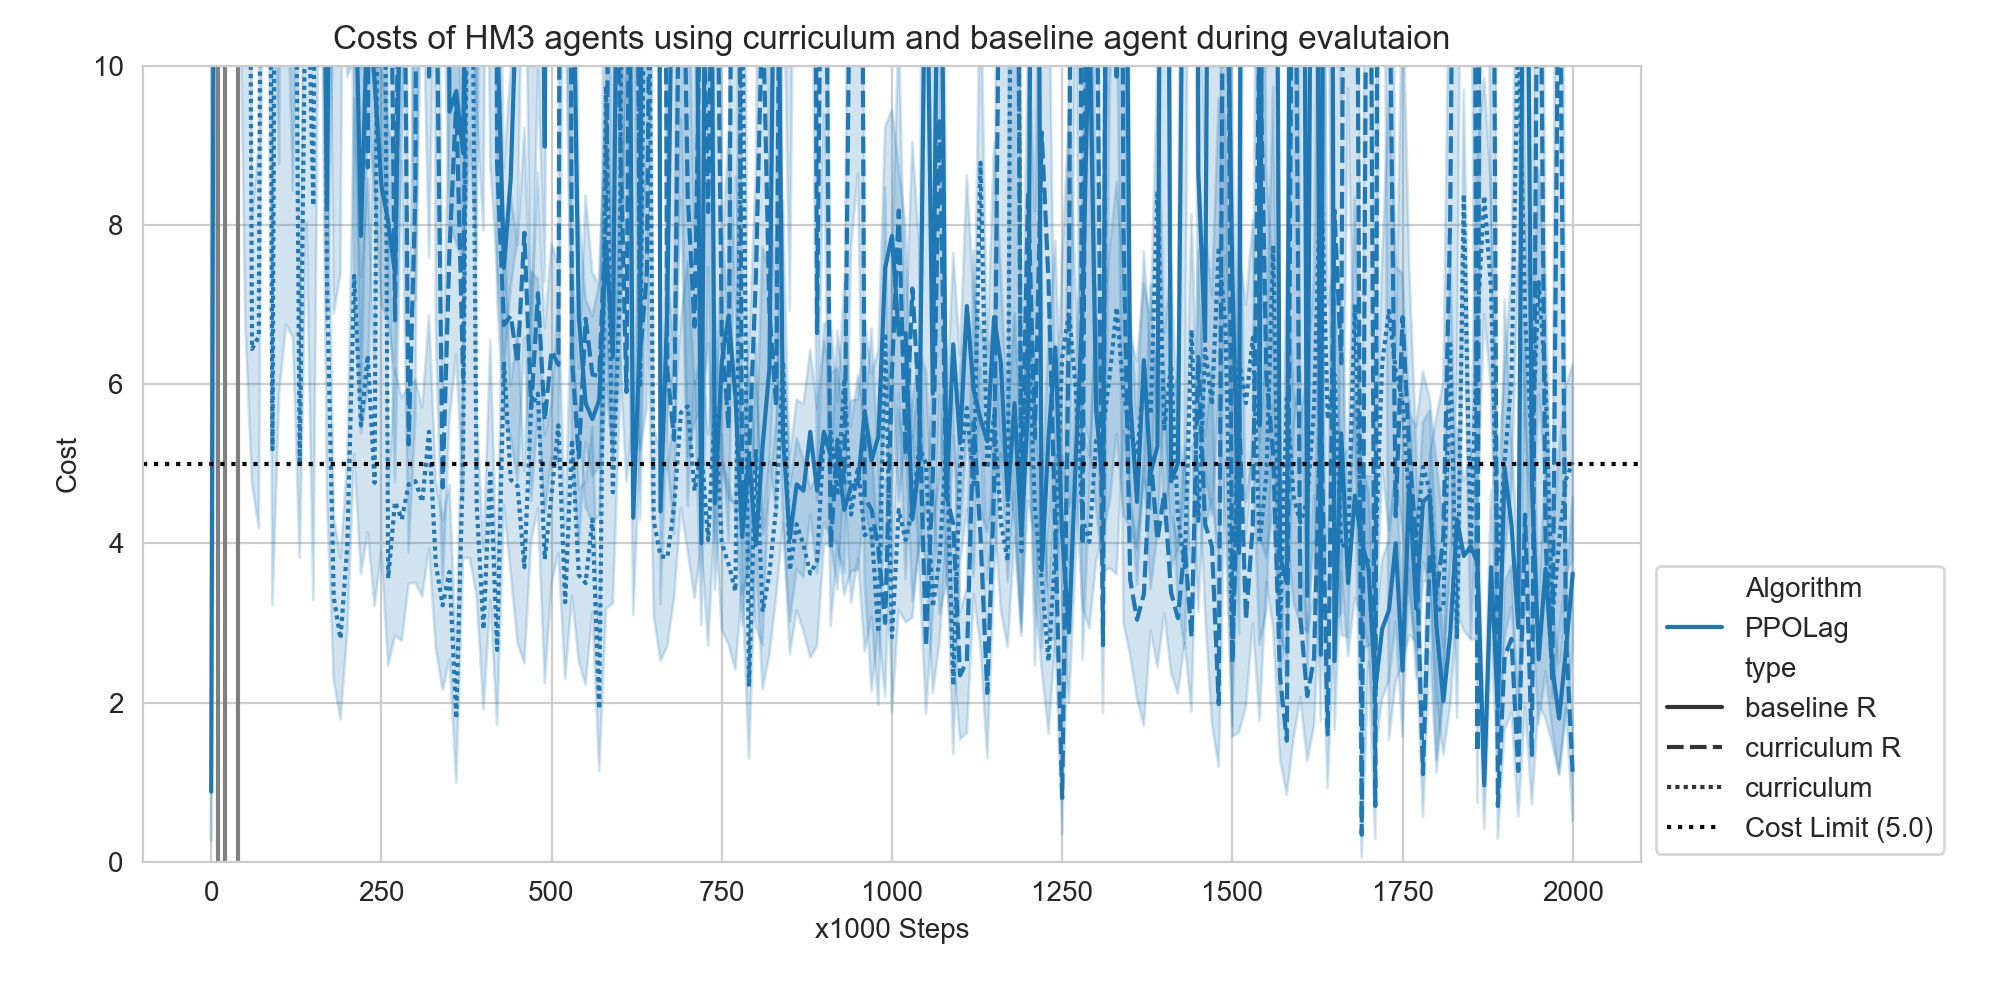 Costs of HM3 agents using curriculum and baseline agent during evalutaion
10
8
6
4
2
0
Cost
0 250 500 750 1000 1250 1500 1750 2000
x1000 Steps
Algorithm
PPOLag
type
baseline R
curriculum R
curriculum
Cost Limit (5.0)